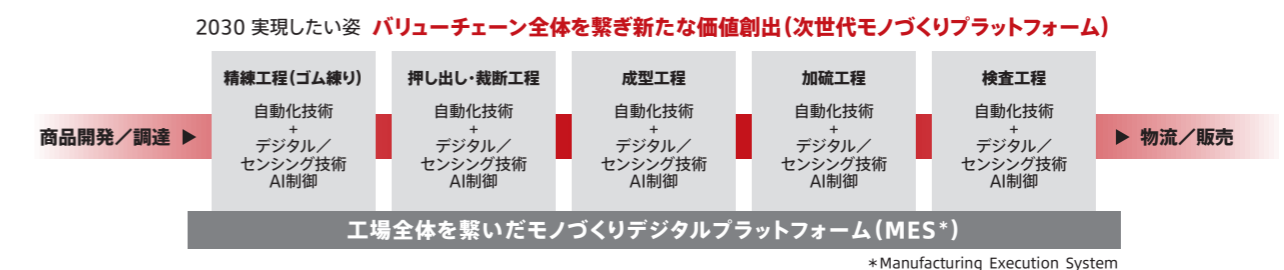 2030 実現したい姿 バリューチェーン全体を繋ぎ新たな価値創出(次世代モノづくりプラットフォーム)
商品開発／調達 ▶
精練工程(ゴム練り)
自動化技術
+
デジタル／
センシング技術
AI制御
押し出し・裁断工程
自動化技術
+
デジタル／
センシング技術
AI制御
成型工程
自動化技術
+
デジタル／
センシング技術
AI制御
加硫工程
自動化技術
+
デジタル／
センシング技術
AI制御
検査工程
自動化技術
+
デジタル／
センシング技術
AI制御
▶ 物流／販売
工場全体を繋いだモノづくりデジタルプラットフォーム(MES*)
*Manufacturing Execution System